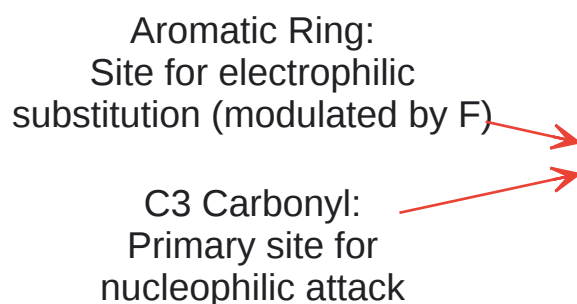 Aromatic Ring:
Site for electrophilic
substitution (modulated by F)
C3 Carbonyl:
Primary site for
nucleophilic attack